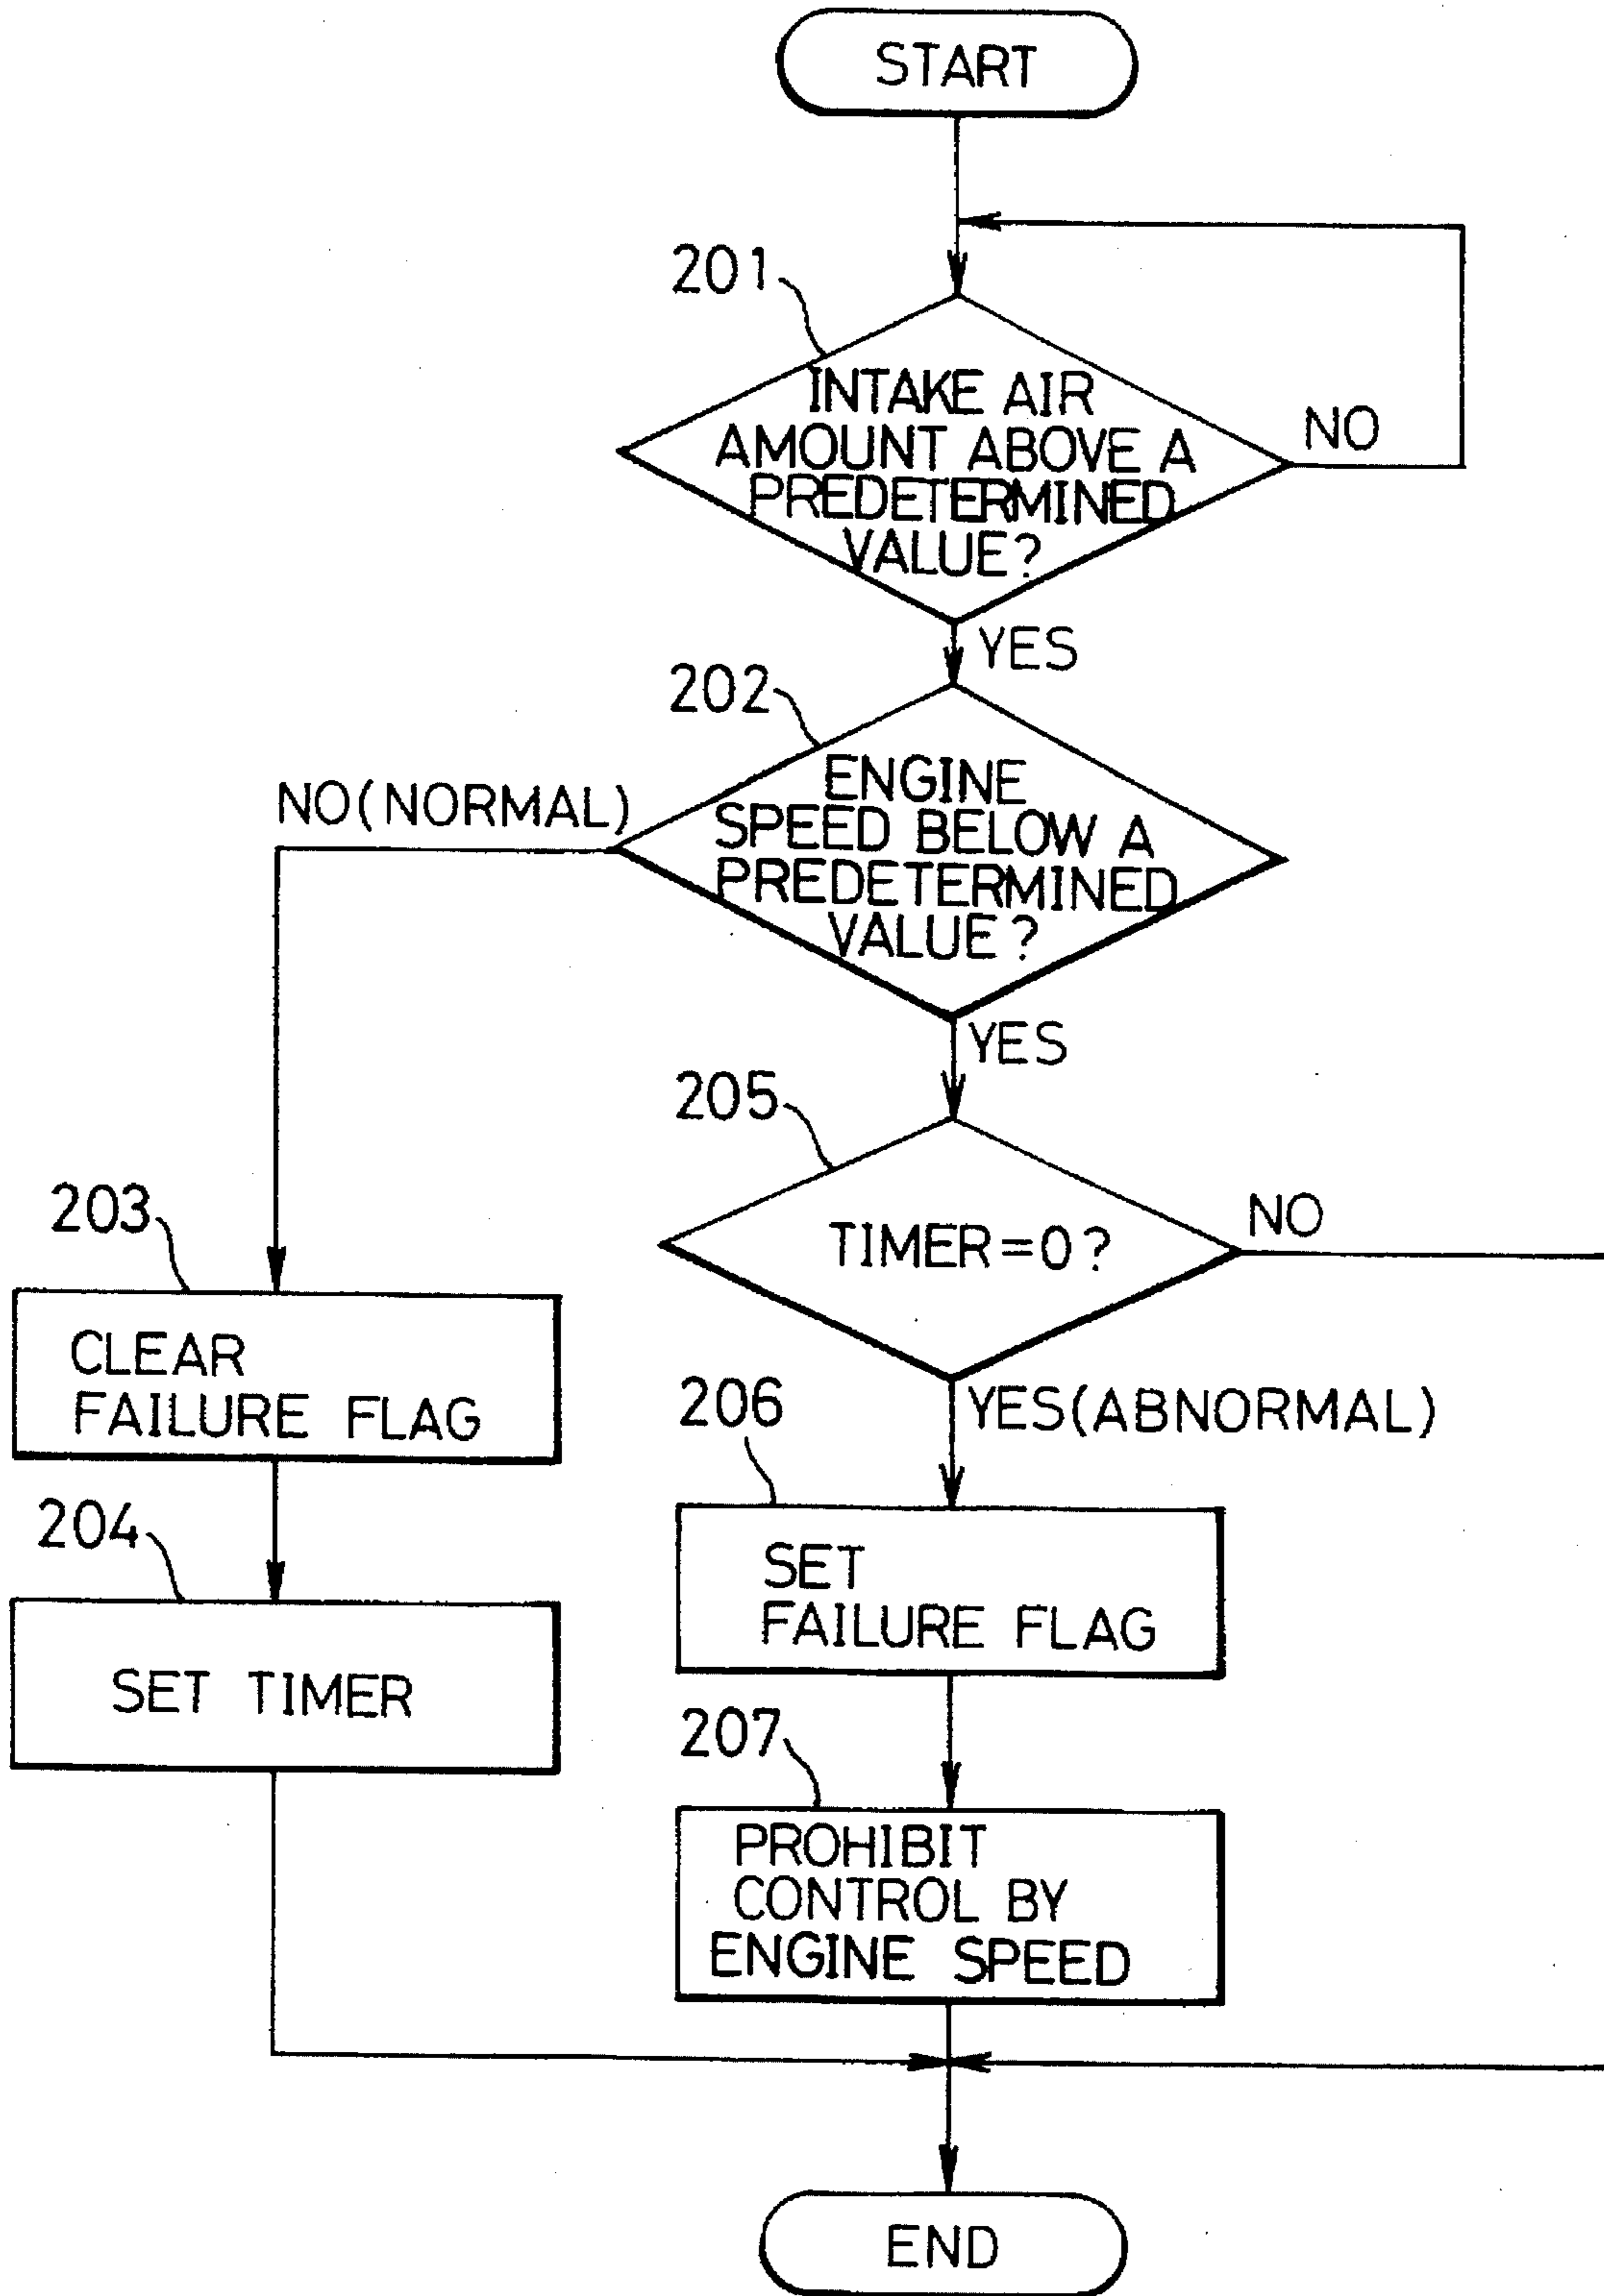 START
201
INTAKE AIR
AMOUNT ABOVE A
PREDETERMINED
VALUE?
NO
YES
202
ENGINE
SPEED BELOW A
PREDETERMINED
VALUE?
NO(NORMAL)
YES
205
TIMER=0?
NO
203
CLEAR
FAILURE FLAG
YES(ABNORMAL)
206
SET
FAILURE FLAG
204
SET TIMER
207
PROHIBIT
CONTROL BY
ENGINE SPEED
END